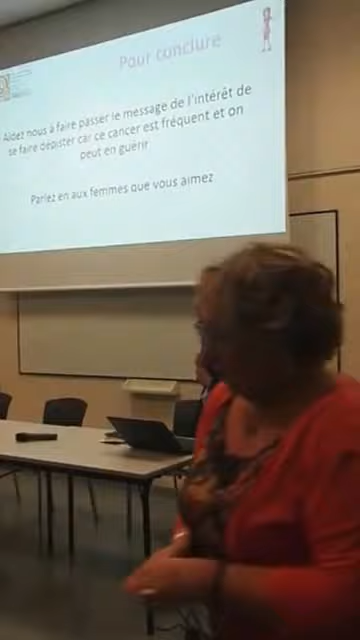 Pour conclure
Aidez nous à faire passer le message de l'intérêt de
se faire dépister car ce cancer est fréquent et on
peut en guérir
Parlez en aux femmes que vous aimez